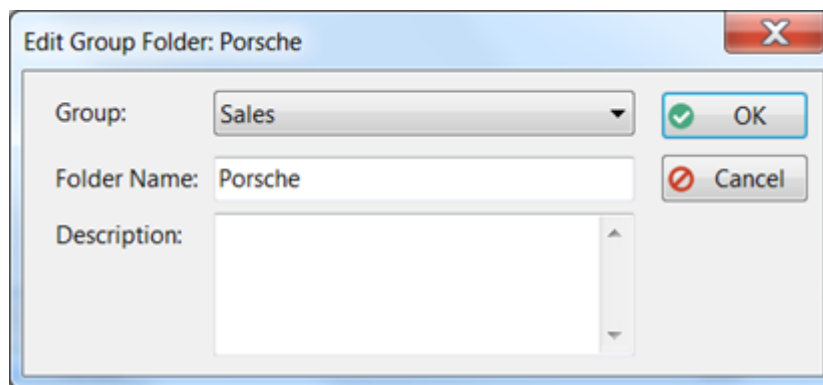 Edit Group Folder: Porsche
Group: Sales OK
Folder Name: Porsche Cancel
Description: